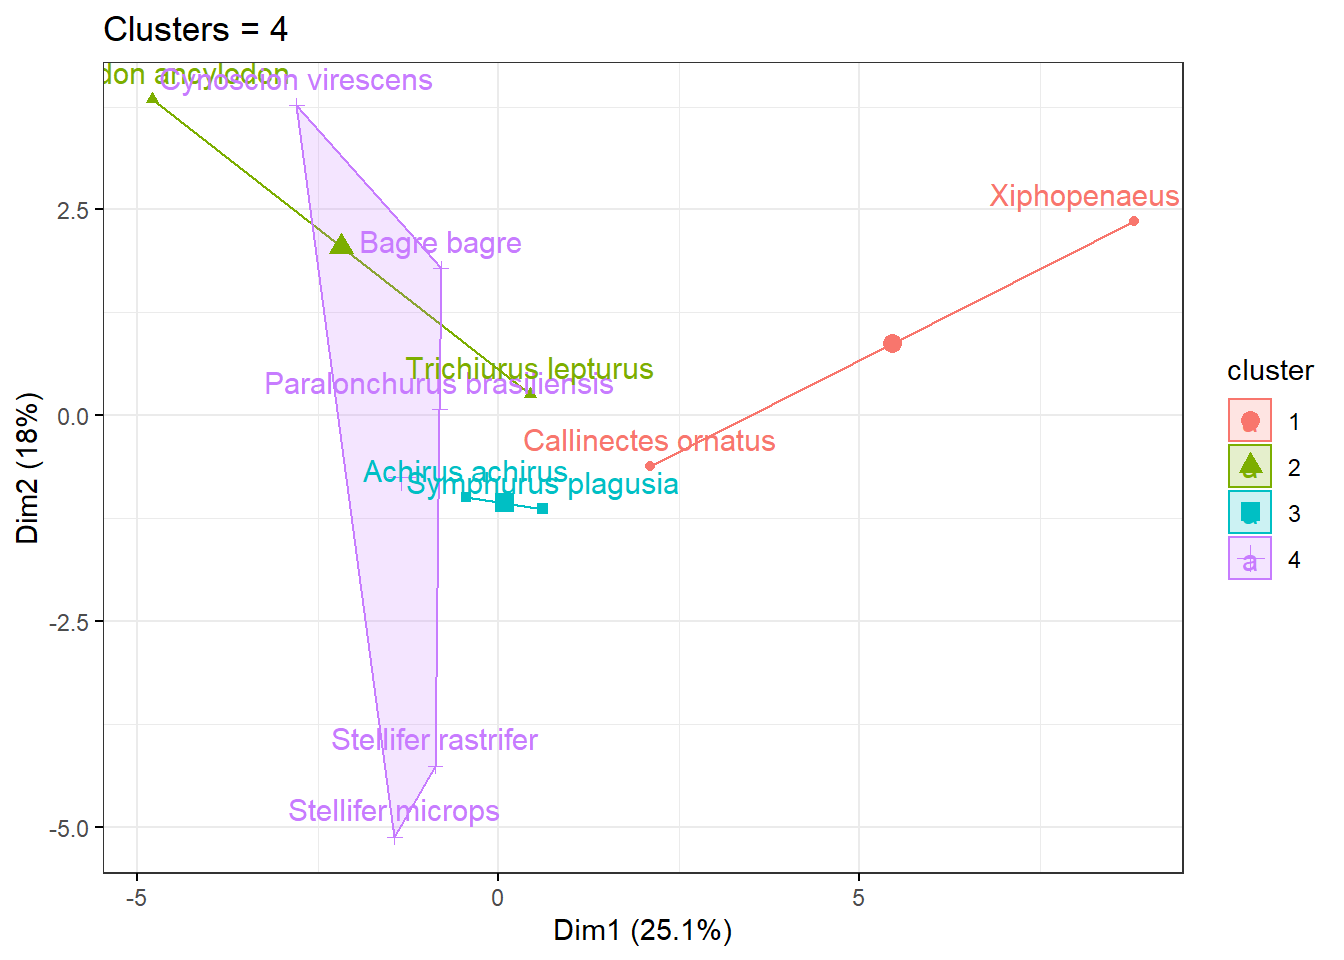 Clusters = 4
don ancylodon
Cynoscion virescens
Xiphopenaeus
2.5
Bagre bagre
Trichiurus lepturus
Paralonchurus brasiliensis
0.0
Callinectes ornatus
Achirus achirus
Symphurus plagusia
-2.5
Stellifer rastrifer
Stellifer microps
-5.0
-5
0
5
Dim1 (25.1%)
Dim2 (18%)
cluster
a 1
a 2
a 3
a 4